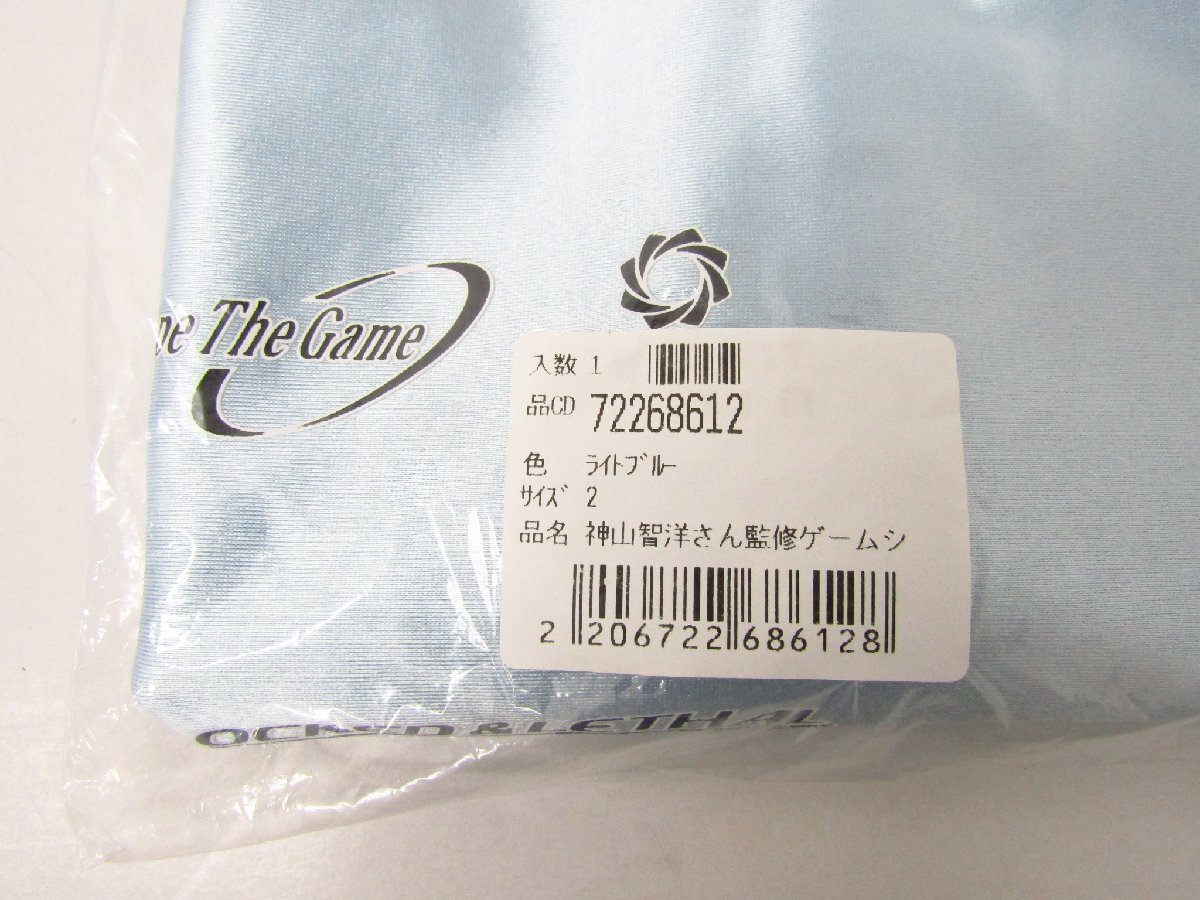 The Game
入数 1
品CD 72268612
色 ﾗｲﾄﾌﾞﾙｰ
ｻｲｽﾞ 2
品名 神山智洋さん監修ゲームシ
2 206722 686128
& LETHAL